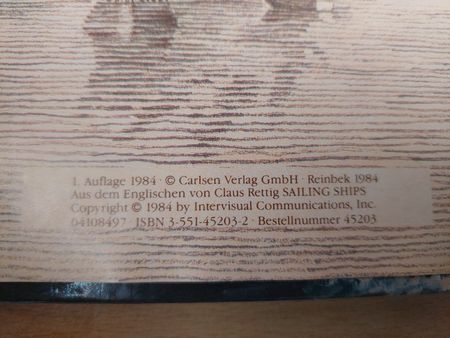 1. Auflage 1984 · © Carlsen Verlag GmbH · Reinbek 1984
Aus dem Englischen von Claus Rettig SAILING SHIPS
Copyright © 1984 by Intervisual Communications, Inc.
04108497 · ISBN 3-551-45203-2 · Bestellnummer 45203